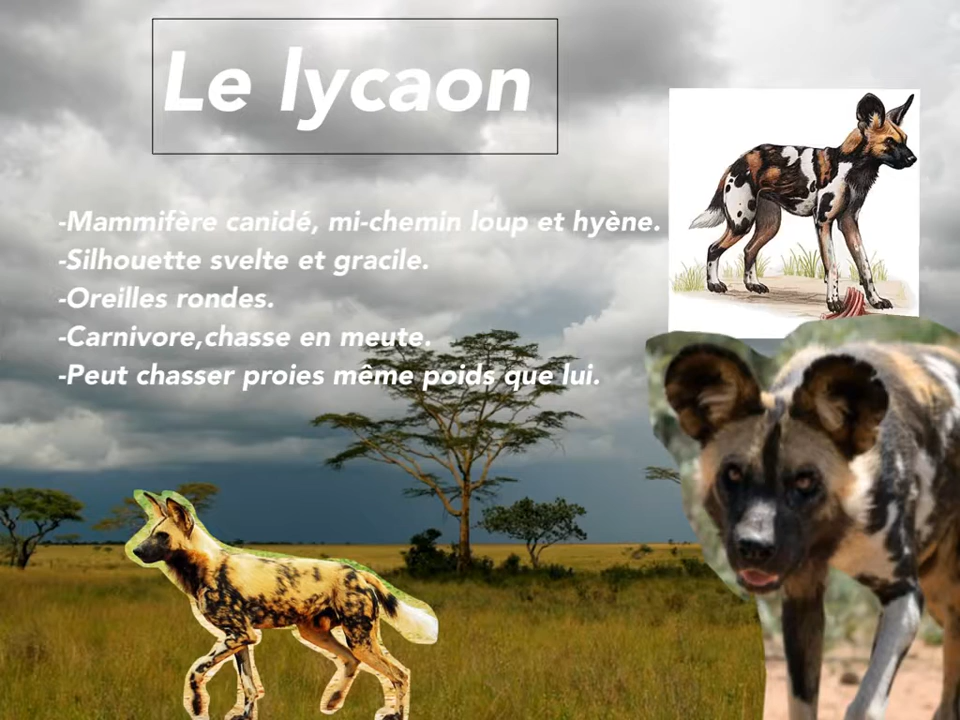 Le lycaon
-Mammifère canidé, mi-chemin loup et hyène.
-Silhouette svelte et gracile.
-Oreilles rondes.
-Carnivore,chasse en meute.
-Peut chasser proies même poids que lui.